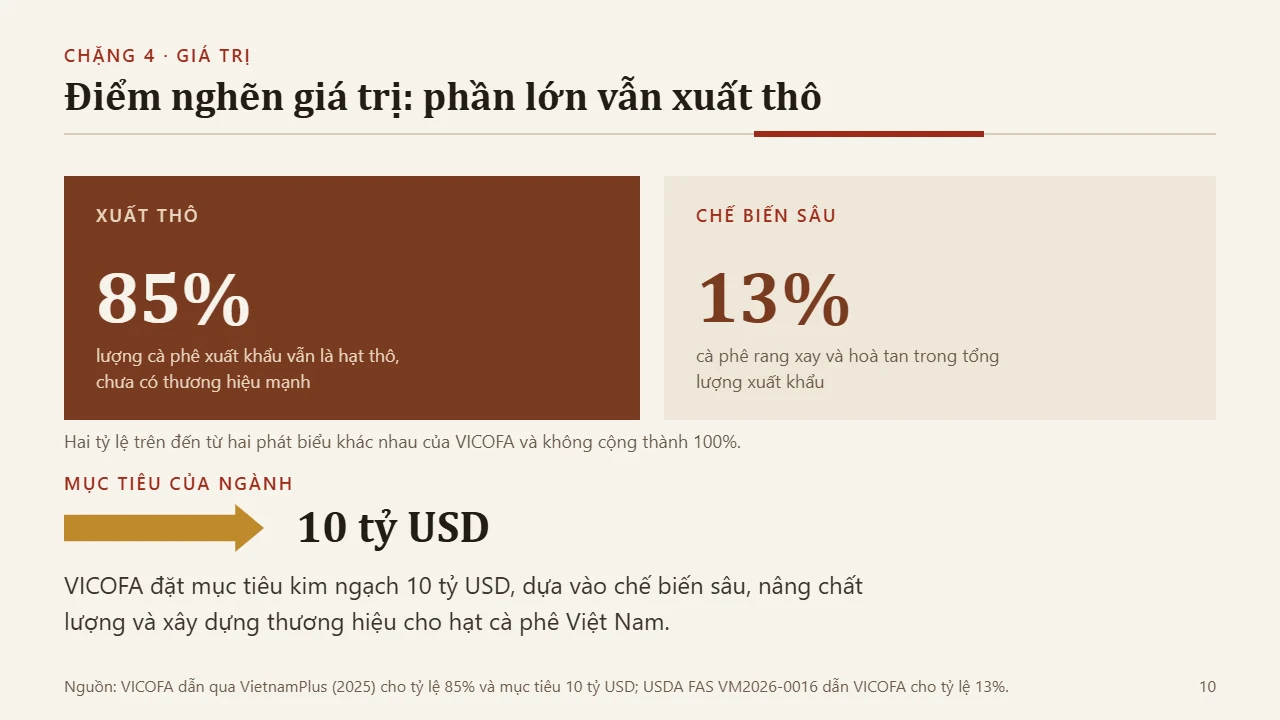 CHẶNG 4 · GIÁ TRỊ
Điểm nghẽn giá trị: phần lớn vẫn xuất thô
XUẤT THÔ
85%
lượng cà phê xuất khẩu vẫn là hạt thô,
chưa có thương hiệu mạnh
CHẾ BIẾN SÂU
13%
cà phê rang xay và hoà tan trong tổng
lượng xuất khẩu
Hai tỷ lệ trên đến từ hai phát biểu khác nhau của VICOFA và không cộng thành 100%.
MỤC TIÊU CỦA NGÀNH
10 tỷ USD
VICOFA đặt mục tiêu kim ngạch 10 tỷ USD, dựa vào chế biến sâu, nâng chất
lượng và xây dựng thương hiệu cho hạt cà phê Việt Nam.
Nguồn: VICOFA dẫn qua VietnamPlus (2025) cho tỷ lệ 85% và mục tiêu 10 tỷ USD; USDA FAS VM2026-0016 dẫn VICOFA cho tỷ lệ 13%.
10